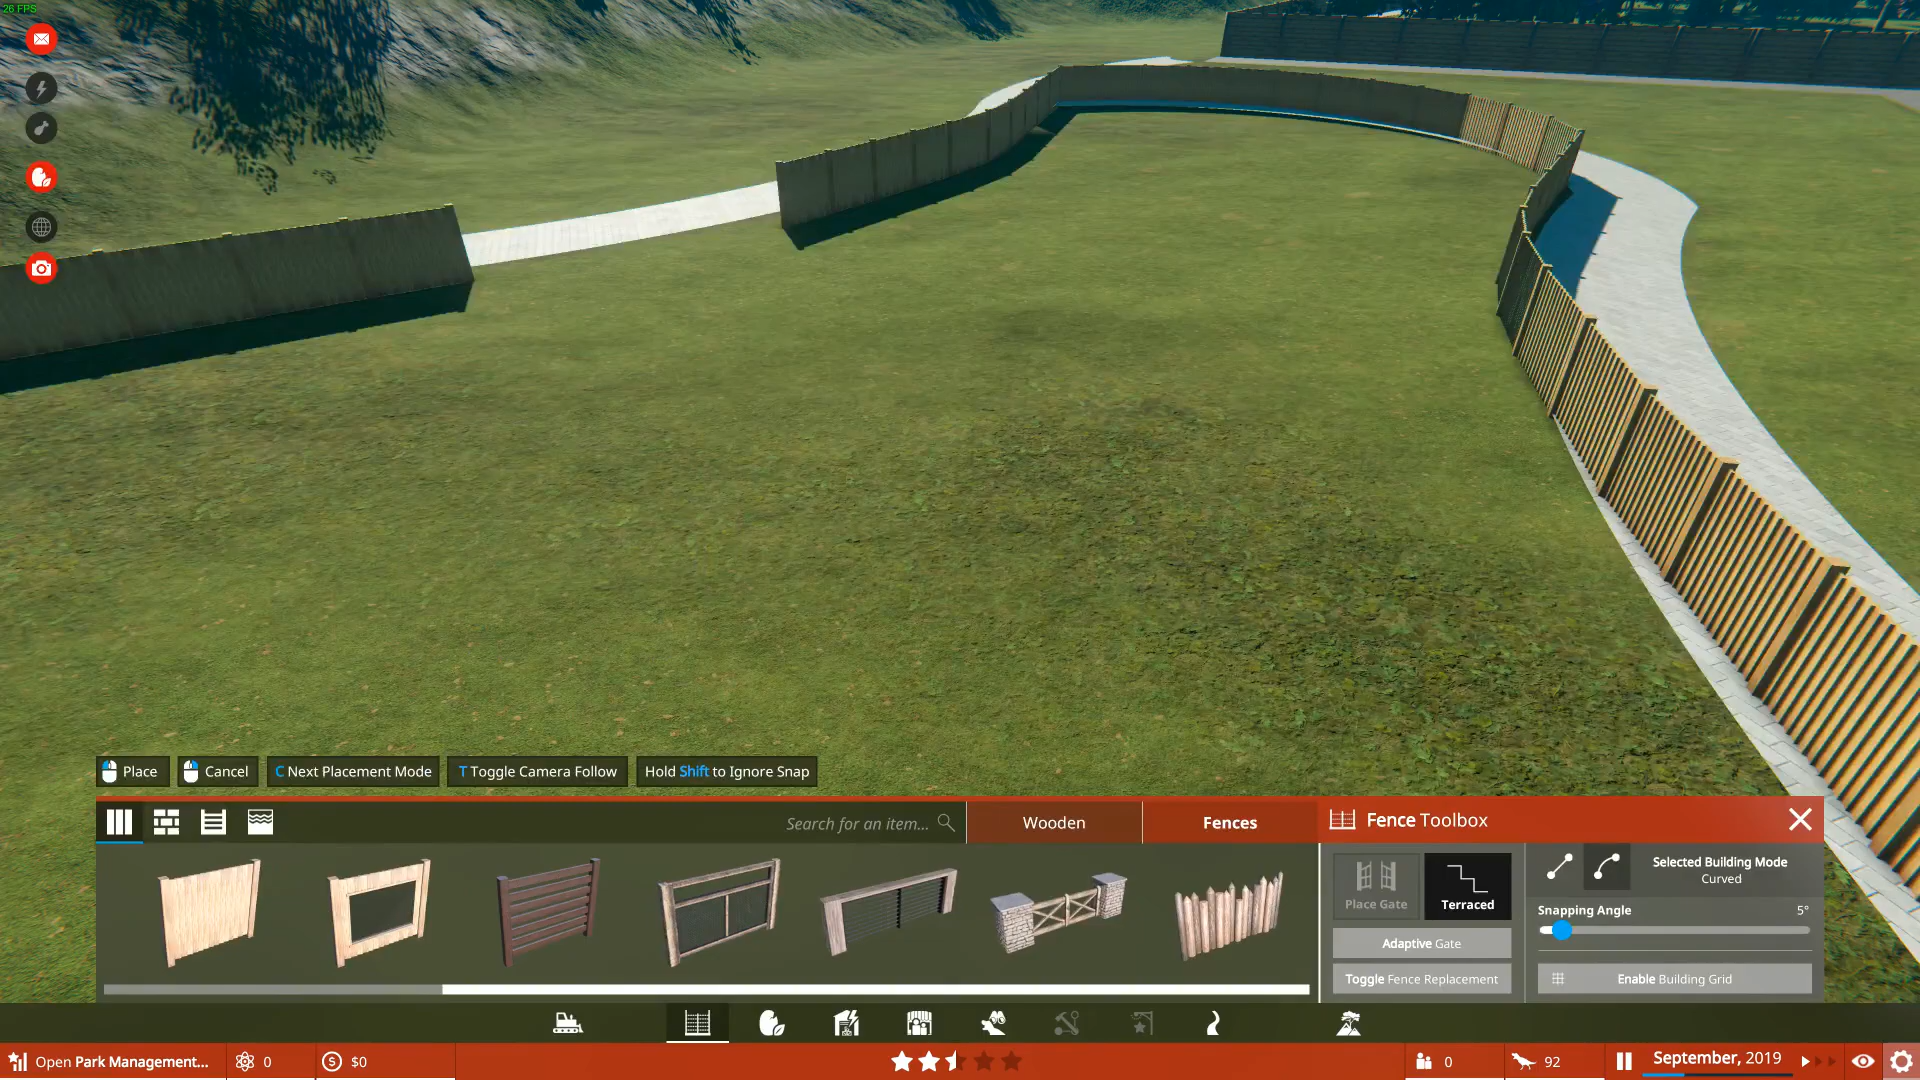 26 FPS
Place
Cancel
C Next Placement Mode
T Toggle Camera Follow
Hold Shift to Ignore Snap
Search for an item...
Wooden
Fences
Fence Toolbox
Place Gate
Terraced
Adaptive Gate
Toggle Fence Replacement
Selected Building Mode
Curved
Snapping Angle
5°
Enable Building Grid
Open Park Management...
0
$0
0
92
September, 2019